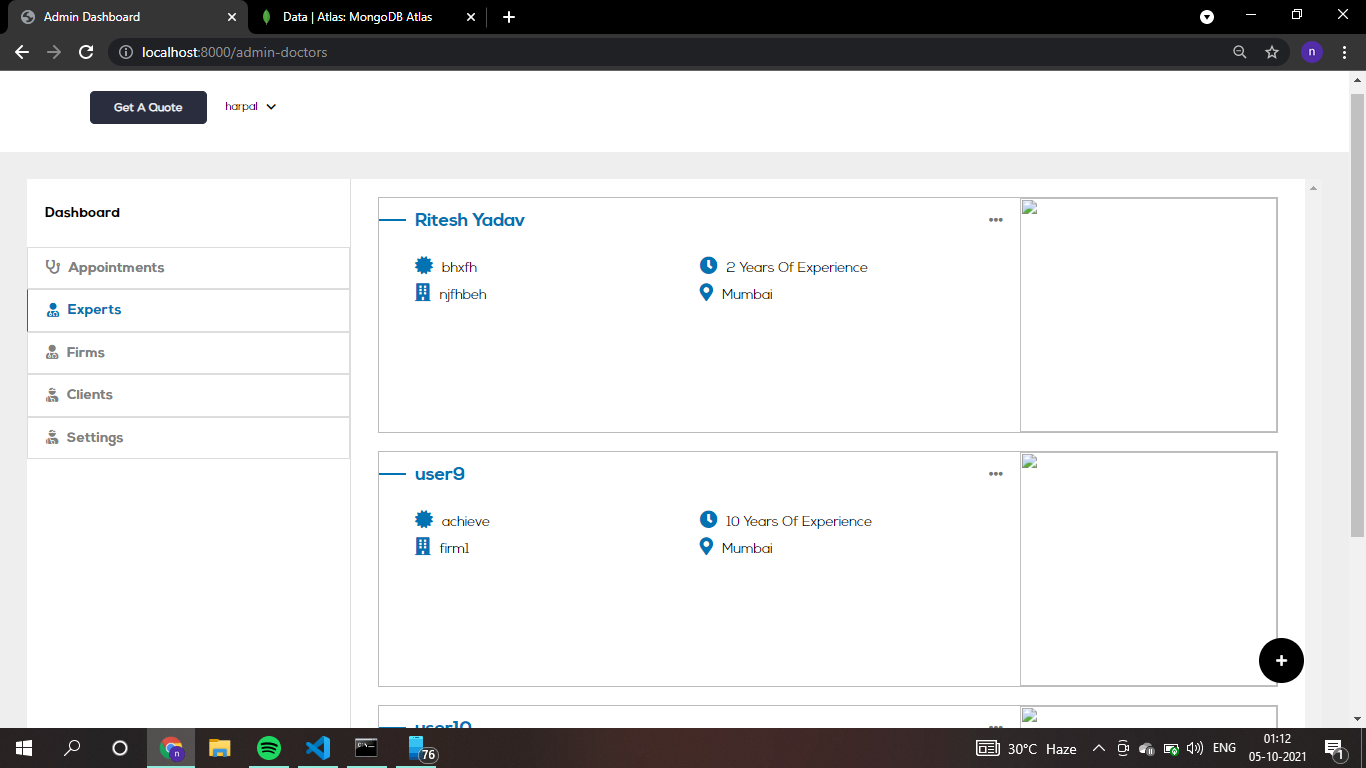 Admin Dashboard
Data | Atlas: MongoDB Atlas
localhost:8000/admin-doctors
n
Get A Quote
harpal
Dashboard
Appointments
Experts
Firms
Clients
Settings
Ritesh Yadav
bhxfh
2 Years Of Experience
njfhbeh
Mumbai
user9
achieve
10 Years Of Experience
firm1
Mumbai
user10
n
76
30°C Haze
ENG
01:12
05-10-2021
1